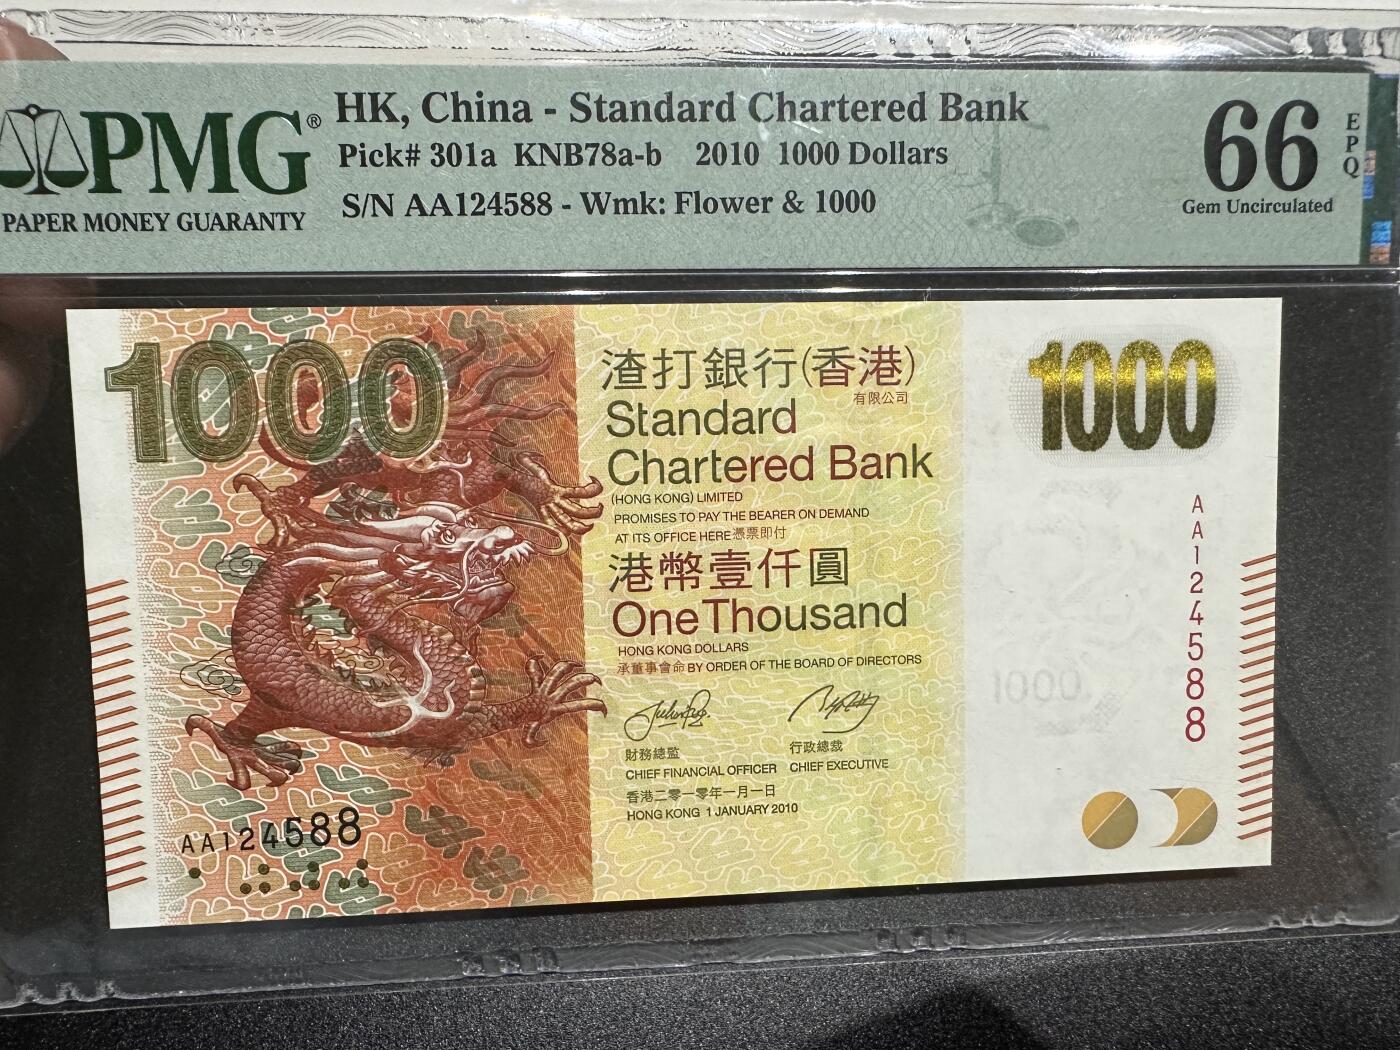 PMG®
PAPER MONEY GUARANTY
HK, China - Standard Chartered Bank
Pick# 301a KNB78a-b 2010 1000 Dollars
S/N AA124588 - Wmk: Flower & 1000
66
EPQ
Gem Uncirculated
1000
渣打銀行(香港)
有限公司
Standard
Chartered Bank
(HONG KONG) LIMITED
PROMISES TO PAY THE BEARER ON DEMAND
AT ITS OFFICE HERE憑票即付
港幣壹仟圓
One Thousand
HONG KONG DOLLARS
承董事會命 BY ORDER OF THE BOARD OF DIRECTORS
財務總監
CHIEF FINANCIAL OFFICER
行政總裁
CHIEF EXECUTIVE
香港二零一零年一月一日
HONG KONG 1 JANUARY 2010
AA124588
1000
AA124588
1000